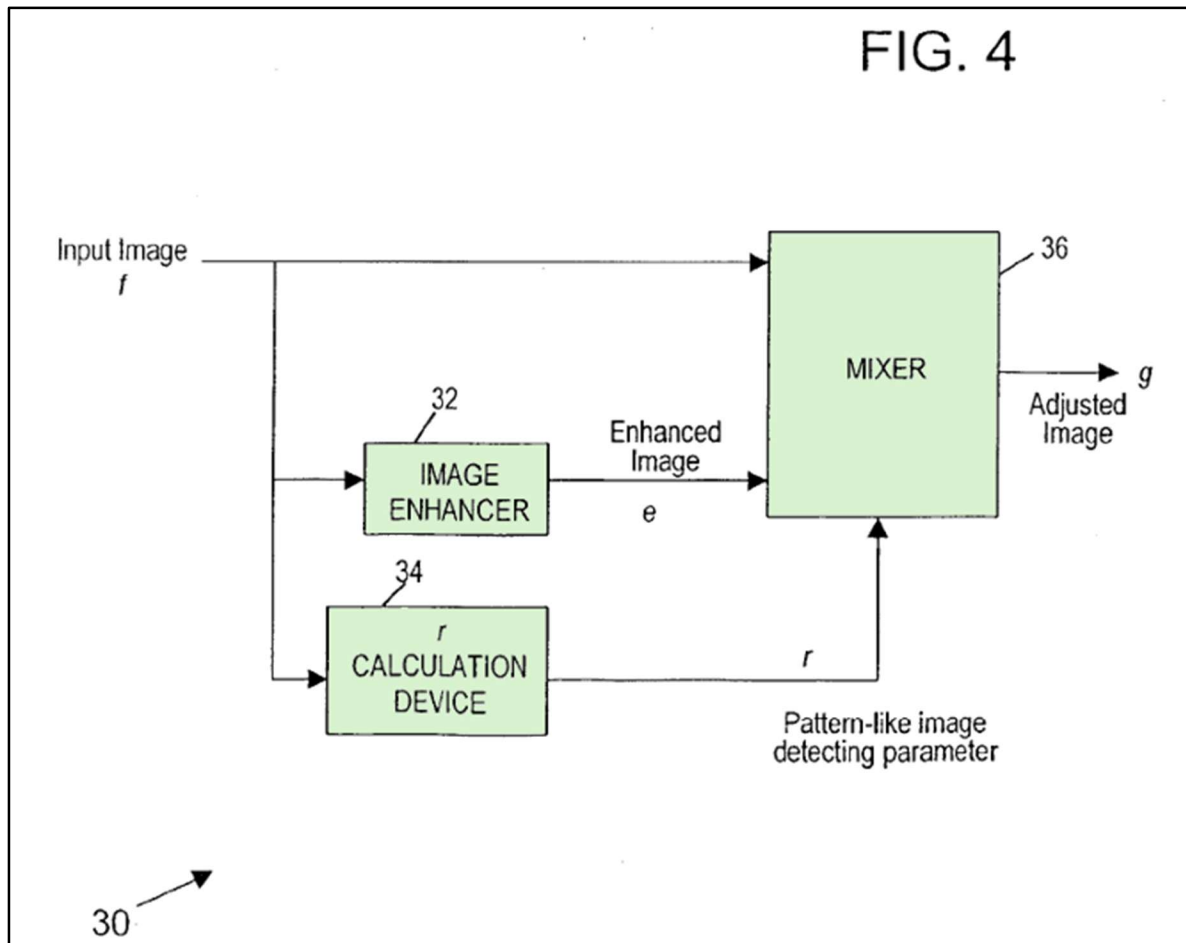 FIG. 4
Input Image
f
36
MIXER
g
Adjusted
Image
32
IMAGE
ENHANCER
Enhanced
Image
e
34
r
CALCULATION
DEVICE
r
Pattern-like image
detecting parameter
30